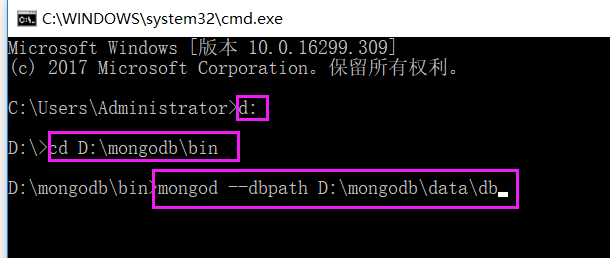 C:\WINDOWS\system32\cmd.exe
Microsoft Windows [版本 10.0.16299.309]
(c) 2017 Microsoft Corporation。保留所有权利。
C:\Users\Administrator>d:
D:\>cd D:\mongodb\bin
D:\mongodb\bin>mongod --dbpath D:\mongodb\data\db